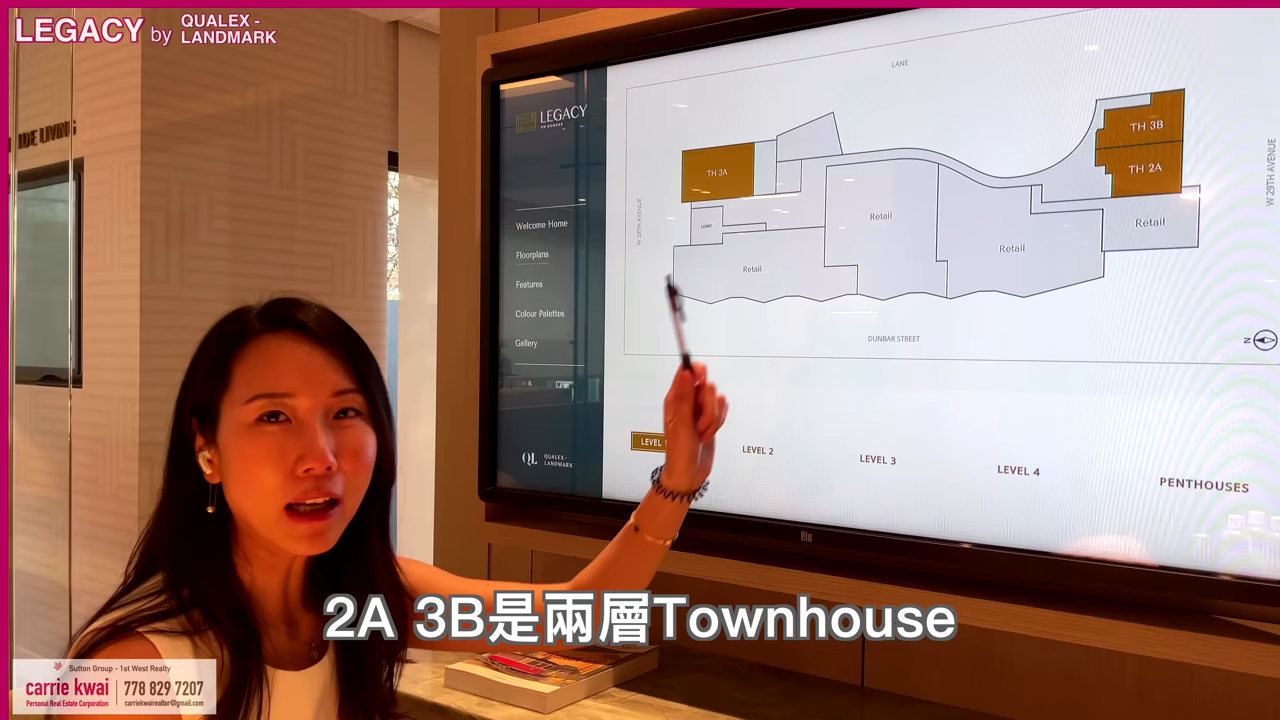 LEGACY by QUALEX -
LANDMARK
IDE LIVING
LEGACY
ON DUNBAR
Welcome Home
Floorplans
Features
Colour Palettes
Gallery
QL QUALEX -
LANDMARK
LANE
W 28TH AVENUE
W 29TH AVENUE
TH 3A
TH 3B
TH 2A
LOBBY
Retail
Retail
Retail
Retail
DUNBAR STREET
N
LEVEL 1
LEVEL 2
LEVEL 3
LEVEL 4
PENTHOUSES
elo
2A 3B是兩層Townhouse
Sutton Group - 1st West Realty
carrie kwai
Personal Real Estate Corporation
778 829 7207
carriekwairealtor@gmail.com